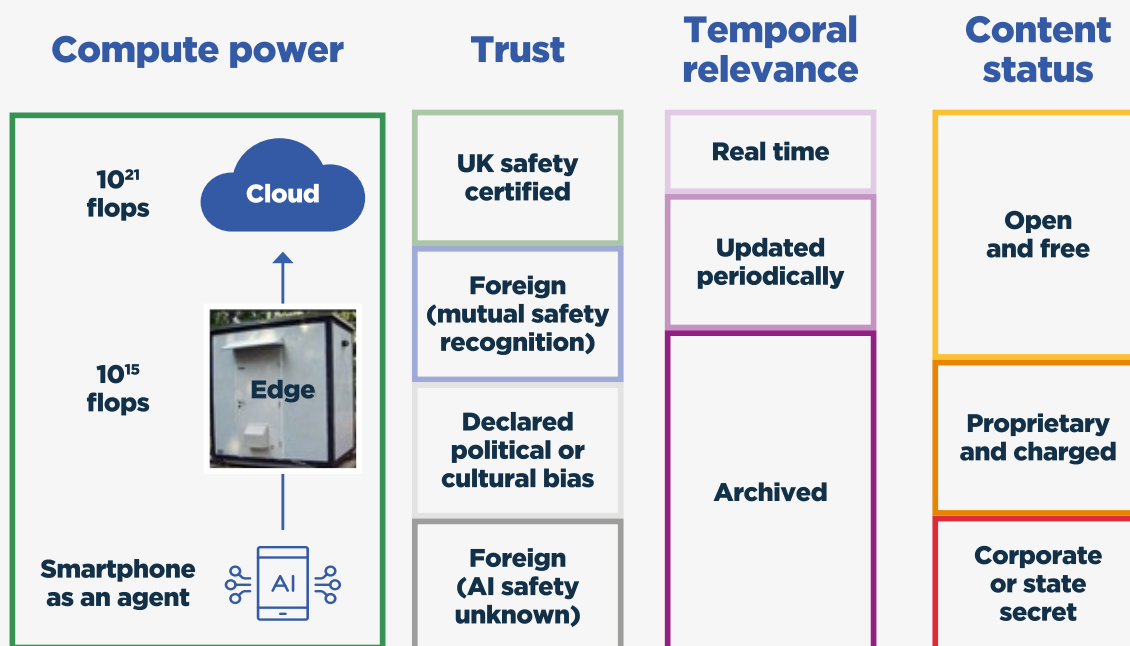 Compute power
Trust
Temporal
relevance
Content
status
10²¹
flops
Cloud
10¹⁵
flops
Edge
Smartphone
as an agent
AI
UK safety
certified
Foreign
(mutual safety
recognition)
Declared
political or
cultural bias
Foreign
(AI safety
unknown)
Real time
Updated
periodically
Archived
Open
and free
Proprietary
and charged
Corporate
or state
secret